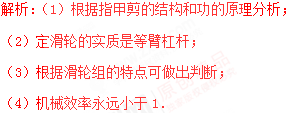 解析：（1）根据指甲剪的结构和功的原理分析；
（2）定滑轮的实质是等臂杠杆；
（3）根据滑轮组的特点可做出判断；
（4）机械效率永远小于1．